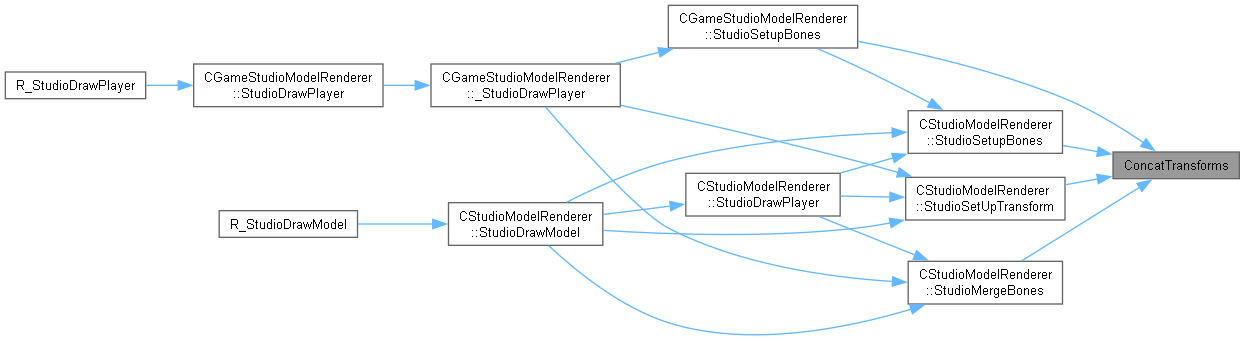 CGameStudioModelRenderer
::StudioSetupBones
R_StudioDrawPlayer
CGameStudioModelRenderer
::StudioDrawPlayer
CGameStudioModelRenderer
::_StudioDrawPlayer
CStudioModelRenderer
::StudioSetupBones
ConcatTransforms
CStudioModelRenderer
::StudioDrawPlayer
CStudioModelRenderer
::StudioSetUpTransform
R_StudioDrawModel
CStudioModelRenderer
::StudioDrawModel
CStudioModelRenderer
::StudioMergeBones